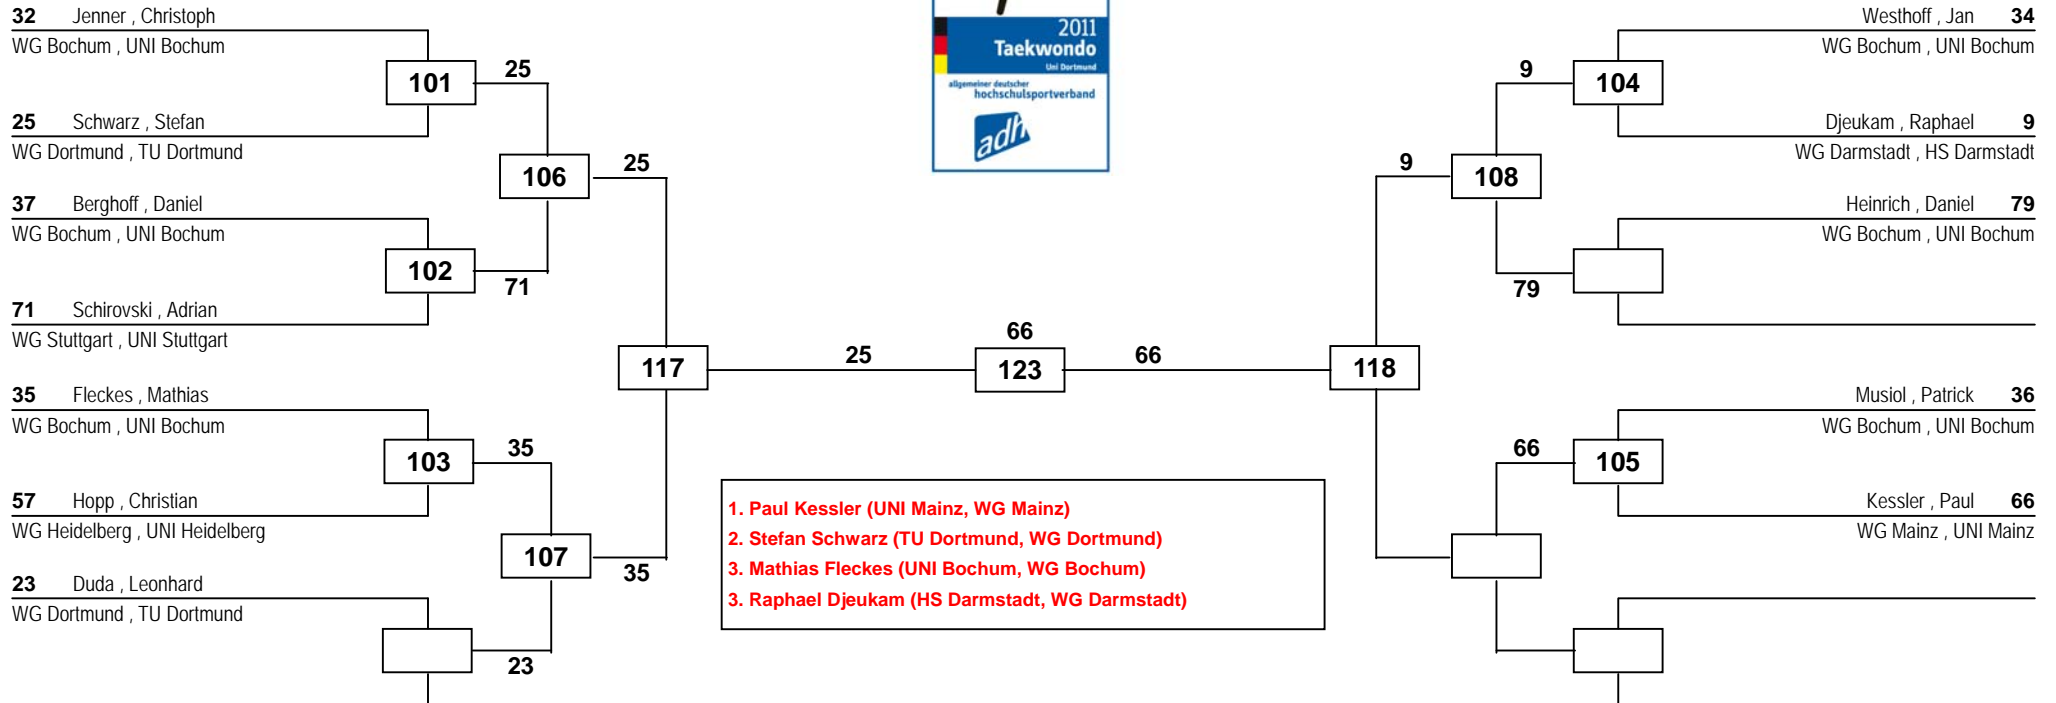 32 Jenner , Christoph
WG Bochum , UNI Bochum
101
25
25 Schwarz , Stefan
WG Dortmund , TU Dortmund
106
25
37 Berghoff , Daniel
WG Bochum , UNI Bochum
102
71
71 Schirovski , Adrian
WG Stuttgart , UNI Stuttgart
117
25
35 Fleckes , Mathias
WG Bochum , UNI Bochum
103
35
57 Hopp , Christian
WG Heidelberg , UNI Heidelberg
107
35
23 Duda , Leonhard
WG Dortmund , TU Dortmund
23
2011
Taekwondo
Uni Dortmund
allgemeiner deutscher
hochschulsportverband
adh
66
123
66
1. Paul Kessler (UNI Mainz, WG Mainz)
2. Stefan Schwarz (TU Dortmund, WG Dortmund)
3. Mathias Fleckes (UNI Bochum, WG Bochum)
3. Raphael Djeukam (HS Darmstadt, WG Darmstadt)
Westhoff , Jan 34
WG Bochum , UNI Bochum
9
104
Djeukam , Raphael 9
WG Darmstadt , HS Darmstadt
9
108
Heinrich , Daniel 79
WG Bochum , UNI Bochum
79
118
Musiol , Patrick 36
WG Bochum , UNI Bochum
66
105
Kessler , Paul 66
WG Mainz , UNI Mainz